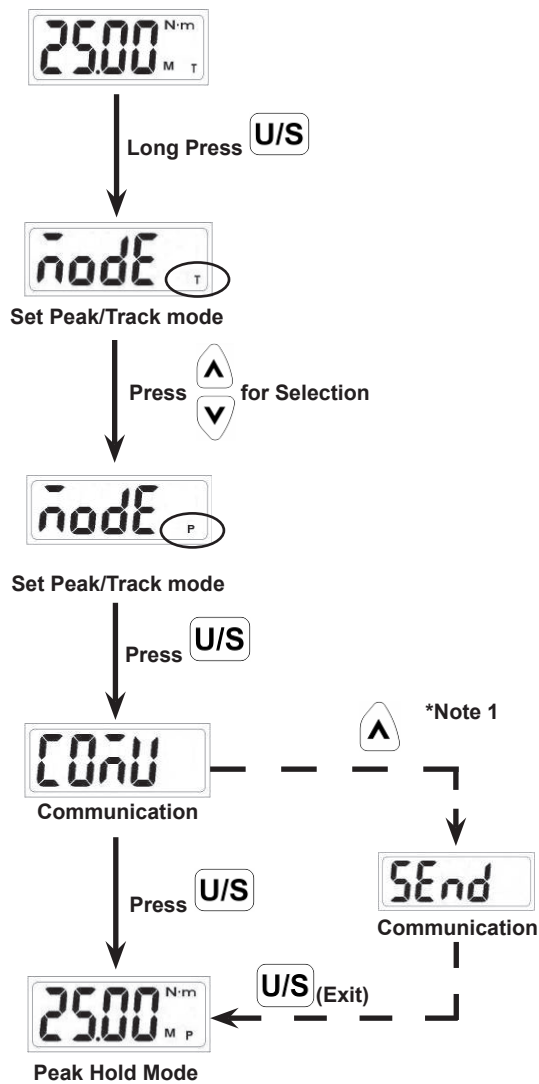 25.00 N·m
M T
Long Press U/S
modE T
Set Peak/Track mode
Press for Selection
modE P
Set Peak/Track mode
Press U/S
*Note 1
COmU
Communication
SEnd
Communication
Press U/S
U/S (Exit)
25.00 N·m
M P
Peak Hold Mode